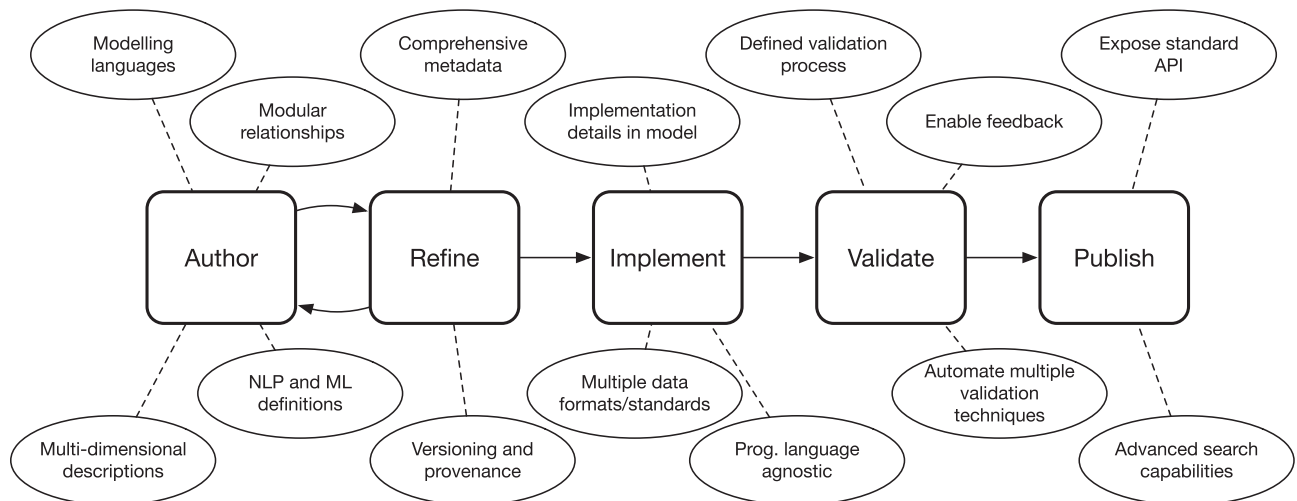 Modelling
languages
Modular
relationships
Comprehensive
metadata
Implementation
details in model
Defined validation
process
Enable feedback
Expose standard
API
Author
Refine
Implement
Validate
Publish
Multi-dimensional
descriptions
NLP and ML
definitions
Versioning and
provenance
Multiple data
formats/standards
Prog. language
agnostic
Automate multiple
validation
techniques
Advanced search
capabilities